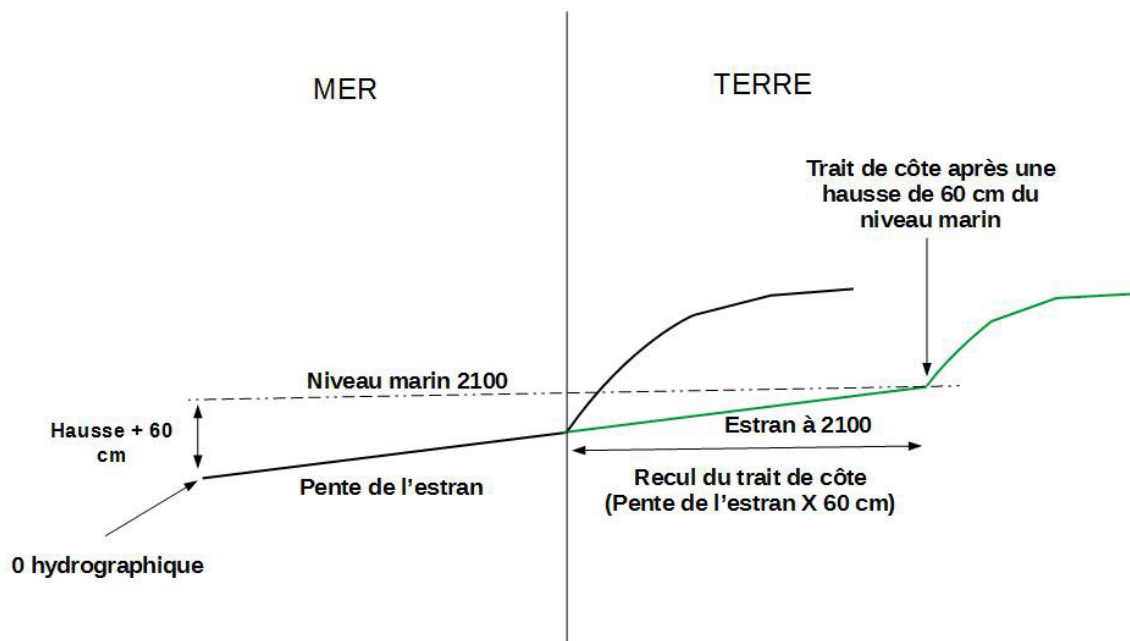 MER
TERRE
Trait de côte après une
hausse de 60 cm du
niveau marin
Niveau marin 2100
Hausse + 60
cm
Estran à 2100
Pente de l’estran
Recul du trait de côte
(Pente de l’estran X 60 cm)
0 hydrographique